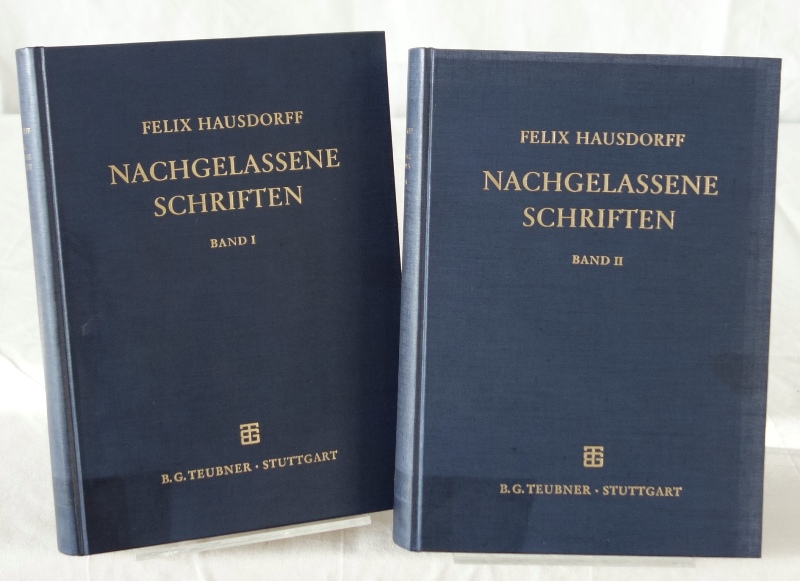 FELIX HAUSDORFF
NACHGELASSENE
SCHRIFTEN
BAND I
B.G. TEUBNER · STUTTGART
FELIX HAUSDORFF
NACHGELASSENE
SCHRIFTEN
BAND II
B.G. TEUBNER · STUTTGART